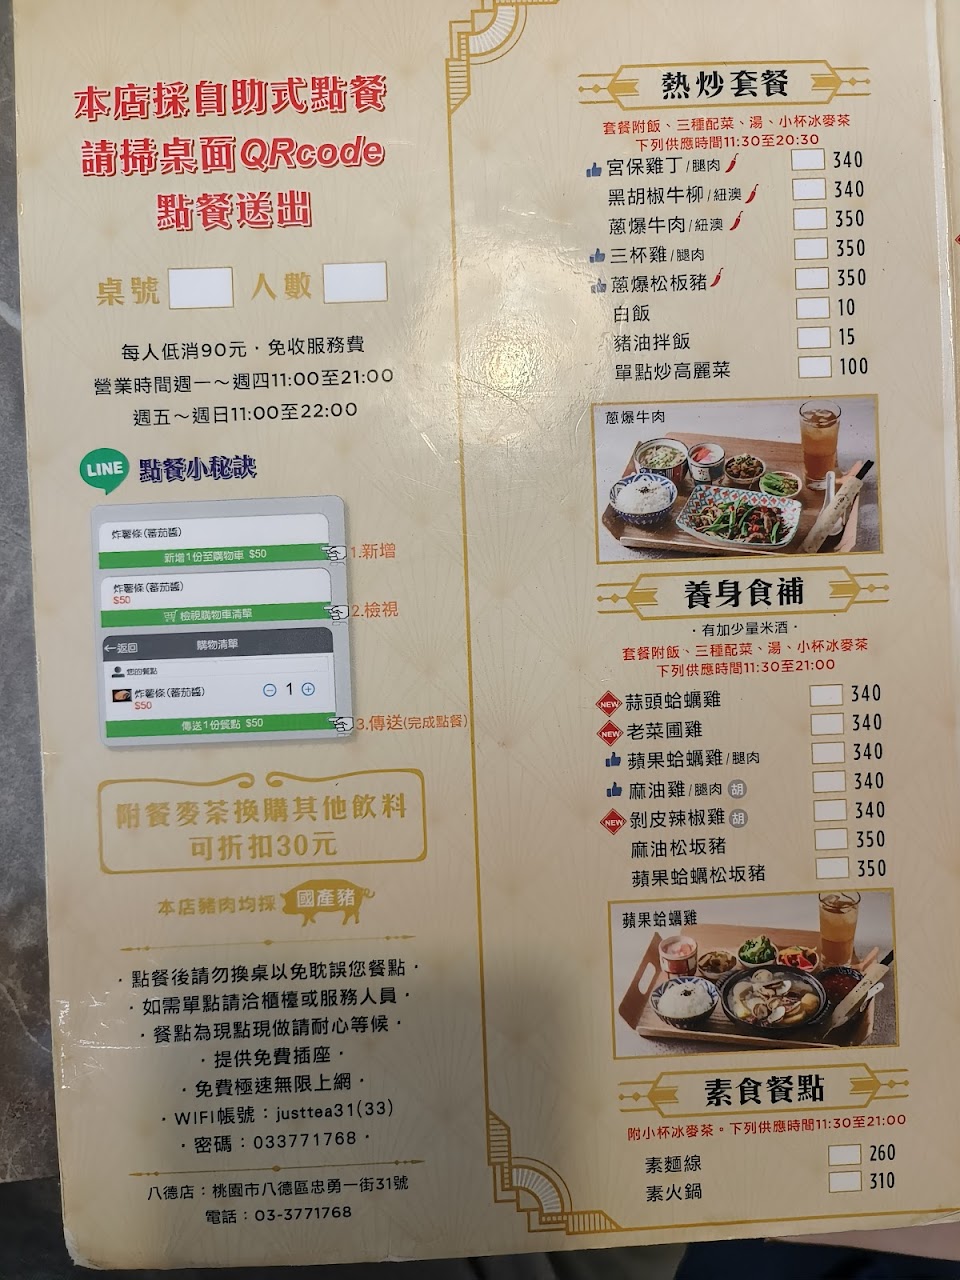 本店採自助式點餐
請掃桌面QRcode
點餐送出
桌號 人數
每人低消90元．免收服務費
營業時間週一～週四11:00至21:00
週五～週日11:00至22:00
LINE 點餐小秘訣
炸薯條(蕃茄醬)
新增1份至購物車 $50
1.新增
炸薯條(蕃茄醬)
$50
檢視購物車清單
2.檢視
←返回 購物清單
您的餐點
炸薯條(蕃茄醬) 1
$50
傳送1份餐點 $50
3.傳送(完成點餐)
附餐麥茶換購其他飲料
可折扣30元
本店豬肉均採 國產豬
．點餐後請勿換桌以免耽誤您餐點．
．如需單點請洽櫃檯或服務人員．
．餐點為現點現做請耐心等候．
．提供免費插座．
．免費極速無限上網．
．WIFI帳號：justtea31(33)
．密碼：033771768．
八德店：桃園市八德區忠勇一街31號
電話：03-3771768
熱炒套餐
套餐附飯、三種配菜、湯、小杯冰麥茶
下列供應時間11:30至20:30
宮保雞丁/腿肉 340
黑胡椒牛柳/紐澳 340
蔥爆牛肉/紐澳 350
三杯雞/腿肉 350
蔥爆松板豬 350
白飯 10
豬油拌飯 15
單點炒高麗菜 100
蔥爆牛肉
養身食補
．有加少量米酒．
套餐附飯、三種配菜、湯、小杯冰麥茶
下列供應時間11:30至21:00
NEW 蒜頭蛤蠣雞 340
NEW 老菜圃雞 340
蘋果蛤蠣雞/腿肉 340
麻油雞/腿肉 胡 340
NEW 剝皮辣椒雞 胡 340
麻油松坂豬 350
蘋果蛤蠣松坂豬 350
蘋果蛤蠣雞
素食餐點
附小杯冰麥茶。下列供應時間11:30至21:00
素麵線 260
素火鍋 310